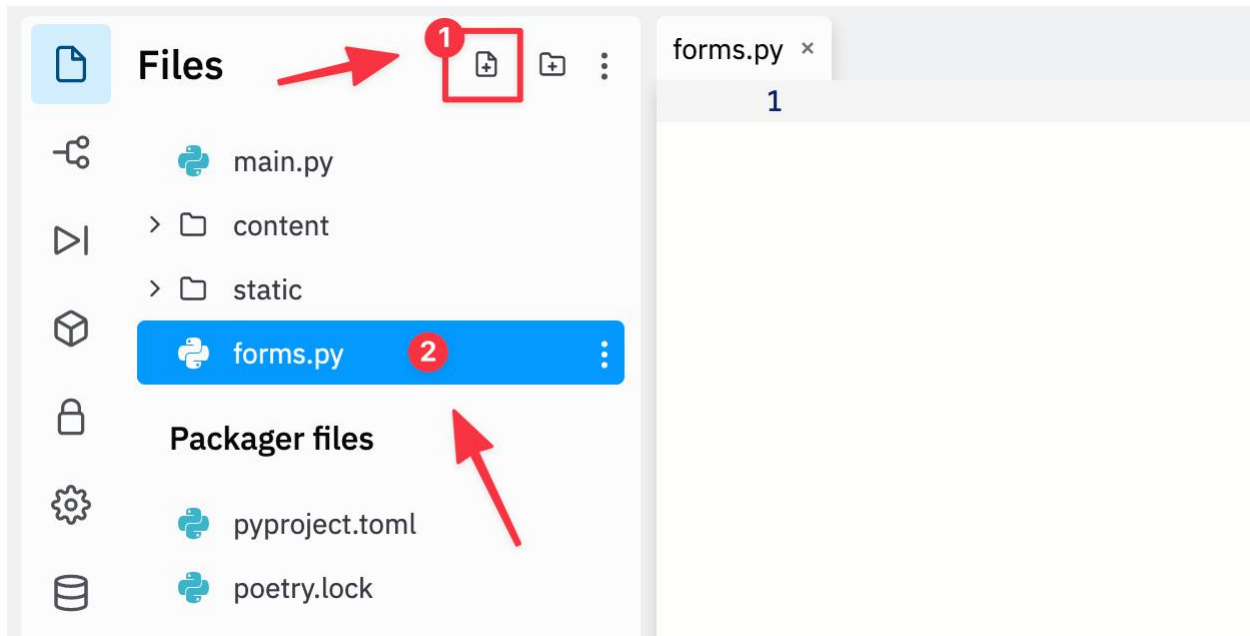 Files
1
forms.py ×
1
main.py
content
static
forms.py
2
Packager files
pyproject.toml
poetry.lock